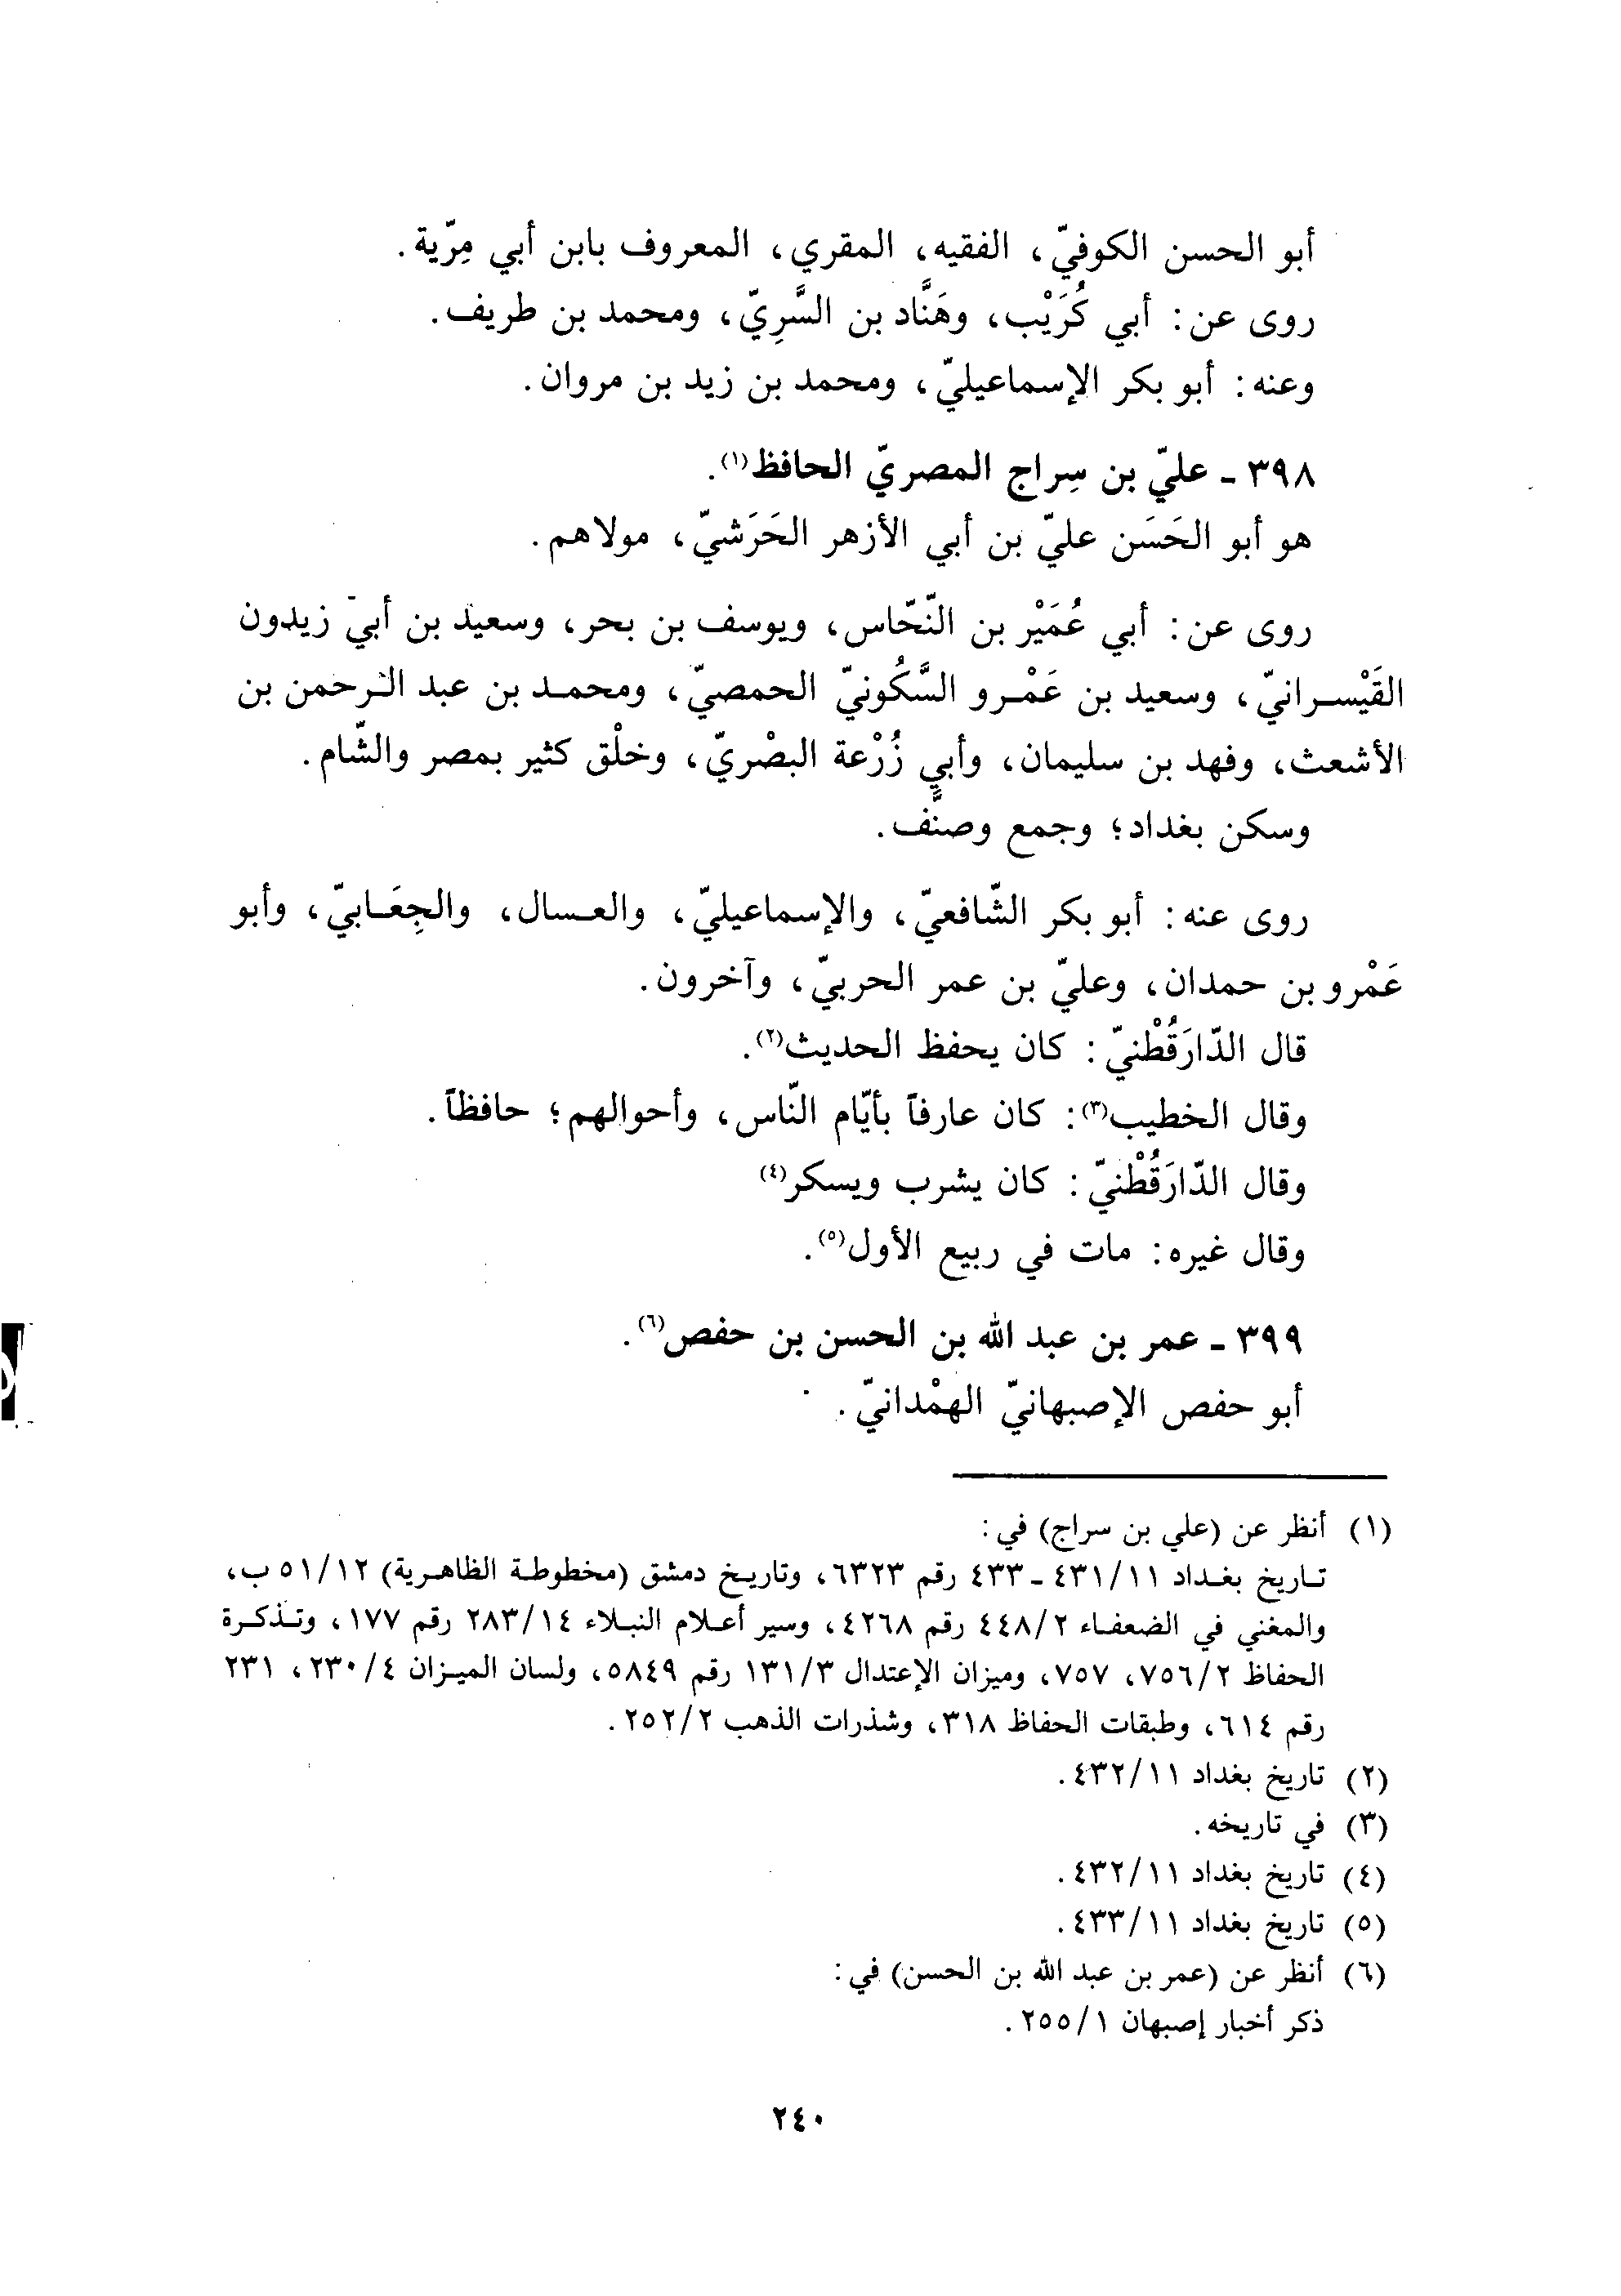 أبو الحسن الكوفيّ، الفقيه، المقري، المعروف بابن أبي مِرّية.
روى عن: أبي كُرَيْب، وهَنَّاد بن السَّرِيّ، ومحمد بن طريف.
وعنه: أبو بكر الإسماعيليّ، ومحمد بن زيد بن مروان.
٣٩٨ ـ عليّ بن سِراج المصريّ الحافظ(١).
هو أبو الحَسَن عليّ بن أبي الأزهر الحَرَشيّ، مولاهم.
روى عن: أبي عُمَيْر بن النّحّاس، ويوسف بن بحر، وسعيد بن أبي زيدون
القَيْسرانيّ، وسعيد بن عَمْرو السَّكُونيّ الحمصيّ، ومحمد بن عبد الرحمن بن
الأشعث، وفهد بن سليمان، وأبي زُرْعة البصْريّ، وخلْق كثير بمصر والشّام.
وسكن بغداد؛ وجمع وصنَّف.
روى عنه: أبو بكر الشّافعيّ، والإسماعيليّ، والعسال، والجِعَابيّ، وأبو
عَمْرو بن حمدان، وعليّ بن عمر الحربيّ، وآخرون.
قال الدّارَقُطْنيّ: كان يحفظ الحديث(٢).
وقال الخطيب(٣): كان عارفاً بأيّام النّاس، وأحوالهم؛ حافظاً.
وقال الدّارَقُطْنيّ: كان يشرب ويسكر(٤)
وقال غيره: مات في ربيع الأول(٥).
٣٩٩ ـ عمر بن عبد الله بن الحسن بن حفص(٦).
أبو حفص الإصبهانيّ الهمْدانيّ.
(١) أنظر عن (علي بن سراج) في:
تاريخ بغداد ٤٣١/١١ ـ ٤٣٣ رقم ٦٣٢٣، وتاريخ دمشق (مخطوطة الظاهرية) ٥١/١٢ ب،
والمغني في الضعفاء ٤٤٨/٢ رقم ٤٢٦٨، وسير أعلام النبلاء ٢٨٣/١٤ رقم ١٧٧، وتذكرة
الحفاظ ٧٥٦/٢، ٧٥٧، وميزان الإعتدال ١٣١/٣ رقم ٥٨٤٩، ولسان الميزان ٢٣٠/٤، ٢٣١
رقم ٦١٤، وطبقات الحفاظ ٣١٨، وشذرات الذهب ٢٥٢/٢.
(٢) تاريخ بغداد ٤٣٢/١١.
(٣) في تاريخه.
(٤) تاريخ بغداد ٤٣٢/١١.
(٥) تاريخ بغداد ٤٣٣/١١.
(٦) أنظر عن (عمر بن عبد الله بن الحسن) في:
ذكر أخبار إصبهان ٢٥٥/١.
٢٤٠